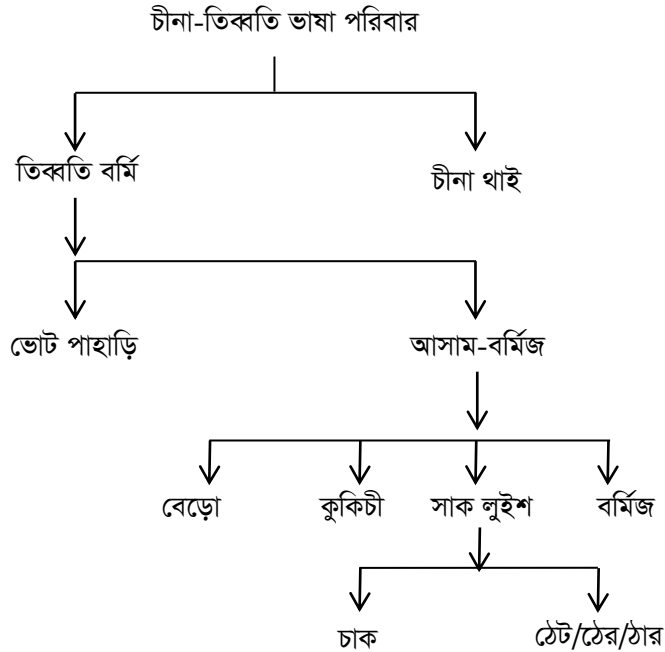 চীনা-তিব্বতি ভাষা পরিবার
তিব্বতি বর্মি
চীনা থাই
ভোট পাহাড়ি
আসাম-বর্মিজ
বেড়ো
কুকিচী
সাক লুইশ
বর্মিজ
চাক
ঠেট/ঠের/ঠার